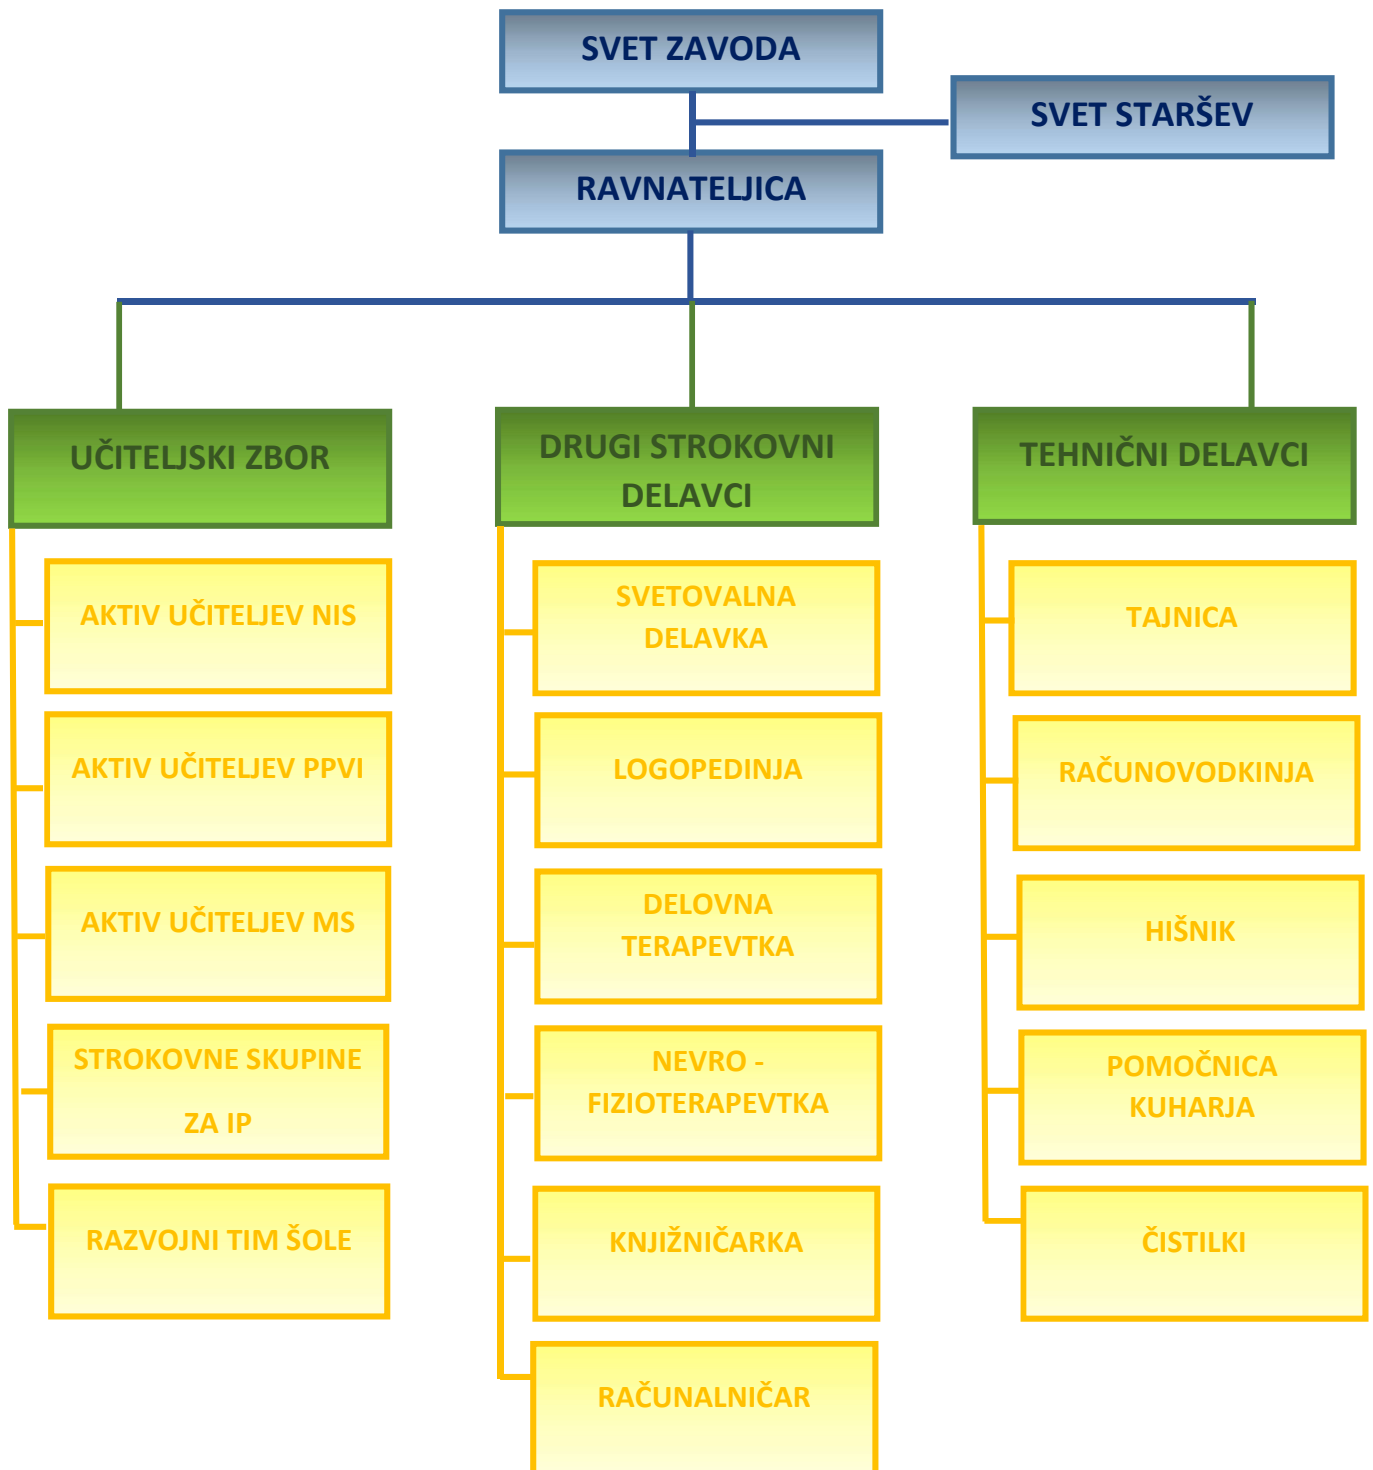 SVET ZAVODA
SVET STARŠEV
RAVNATELJICA
UČITELJSKI ZBOR
AKTIV UČITELJEV NIS
AKTIV UČITELJEV PPVI
AKTIV UČITELJEV MS
STROKOVNE SKUPINE
ZA IP
RAZVOJNI TIM ŠOLE
DRUGI STROKOVNI
DELAVCI
SVETOVALNA
DELAVKA
LOGOPEDINJA
DELOVNA
TERAPEVTKA
NEVRO -
FIZIOTERAPEVTKA
KNJIŽNIČARKA
RAČUNALNIČAR
TEHNIČNI DELAVCI
TAJNICA
RAČUNOVODKINJA
HIŠNIK
POMOČNICA
KUHARJA
ČISTILKI